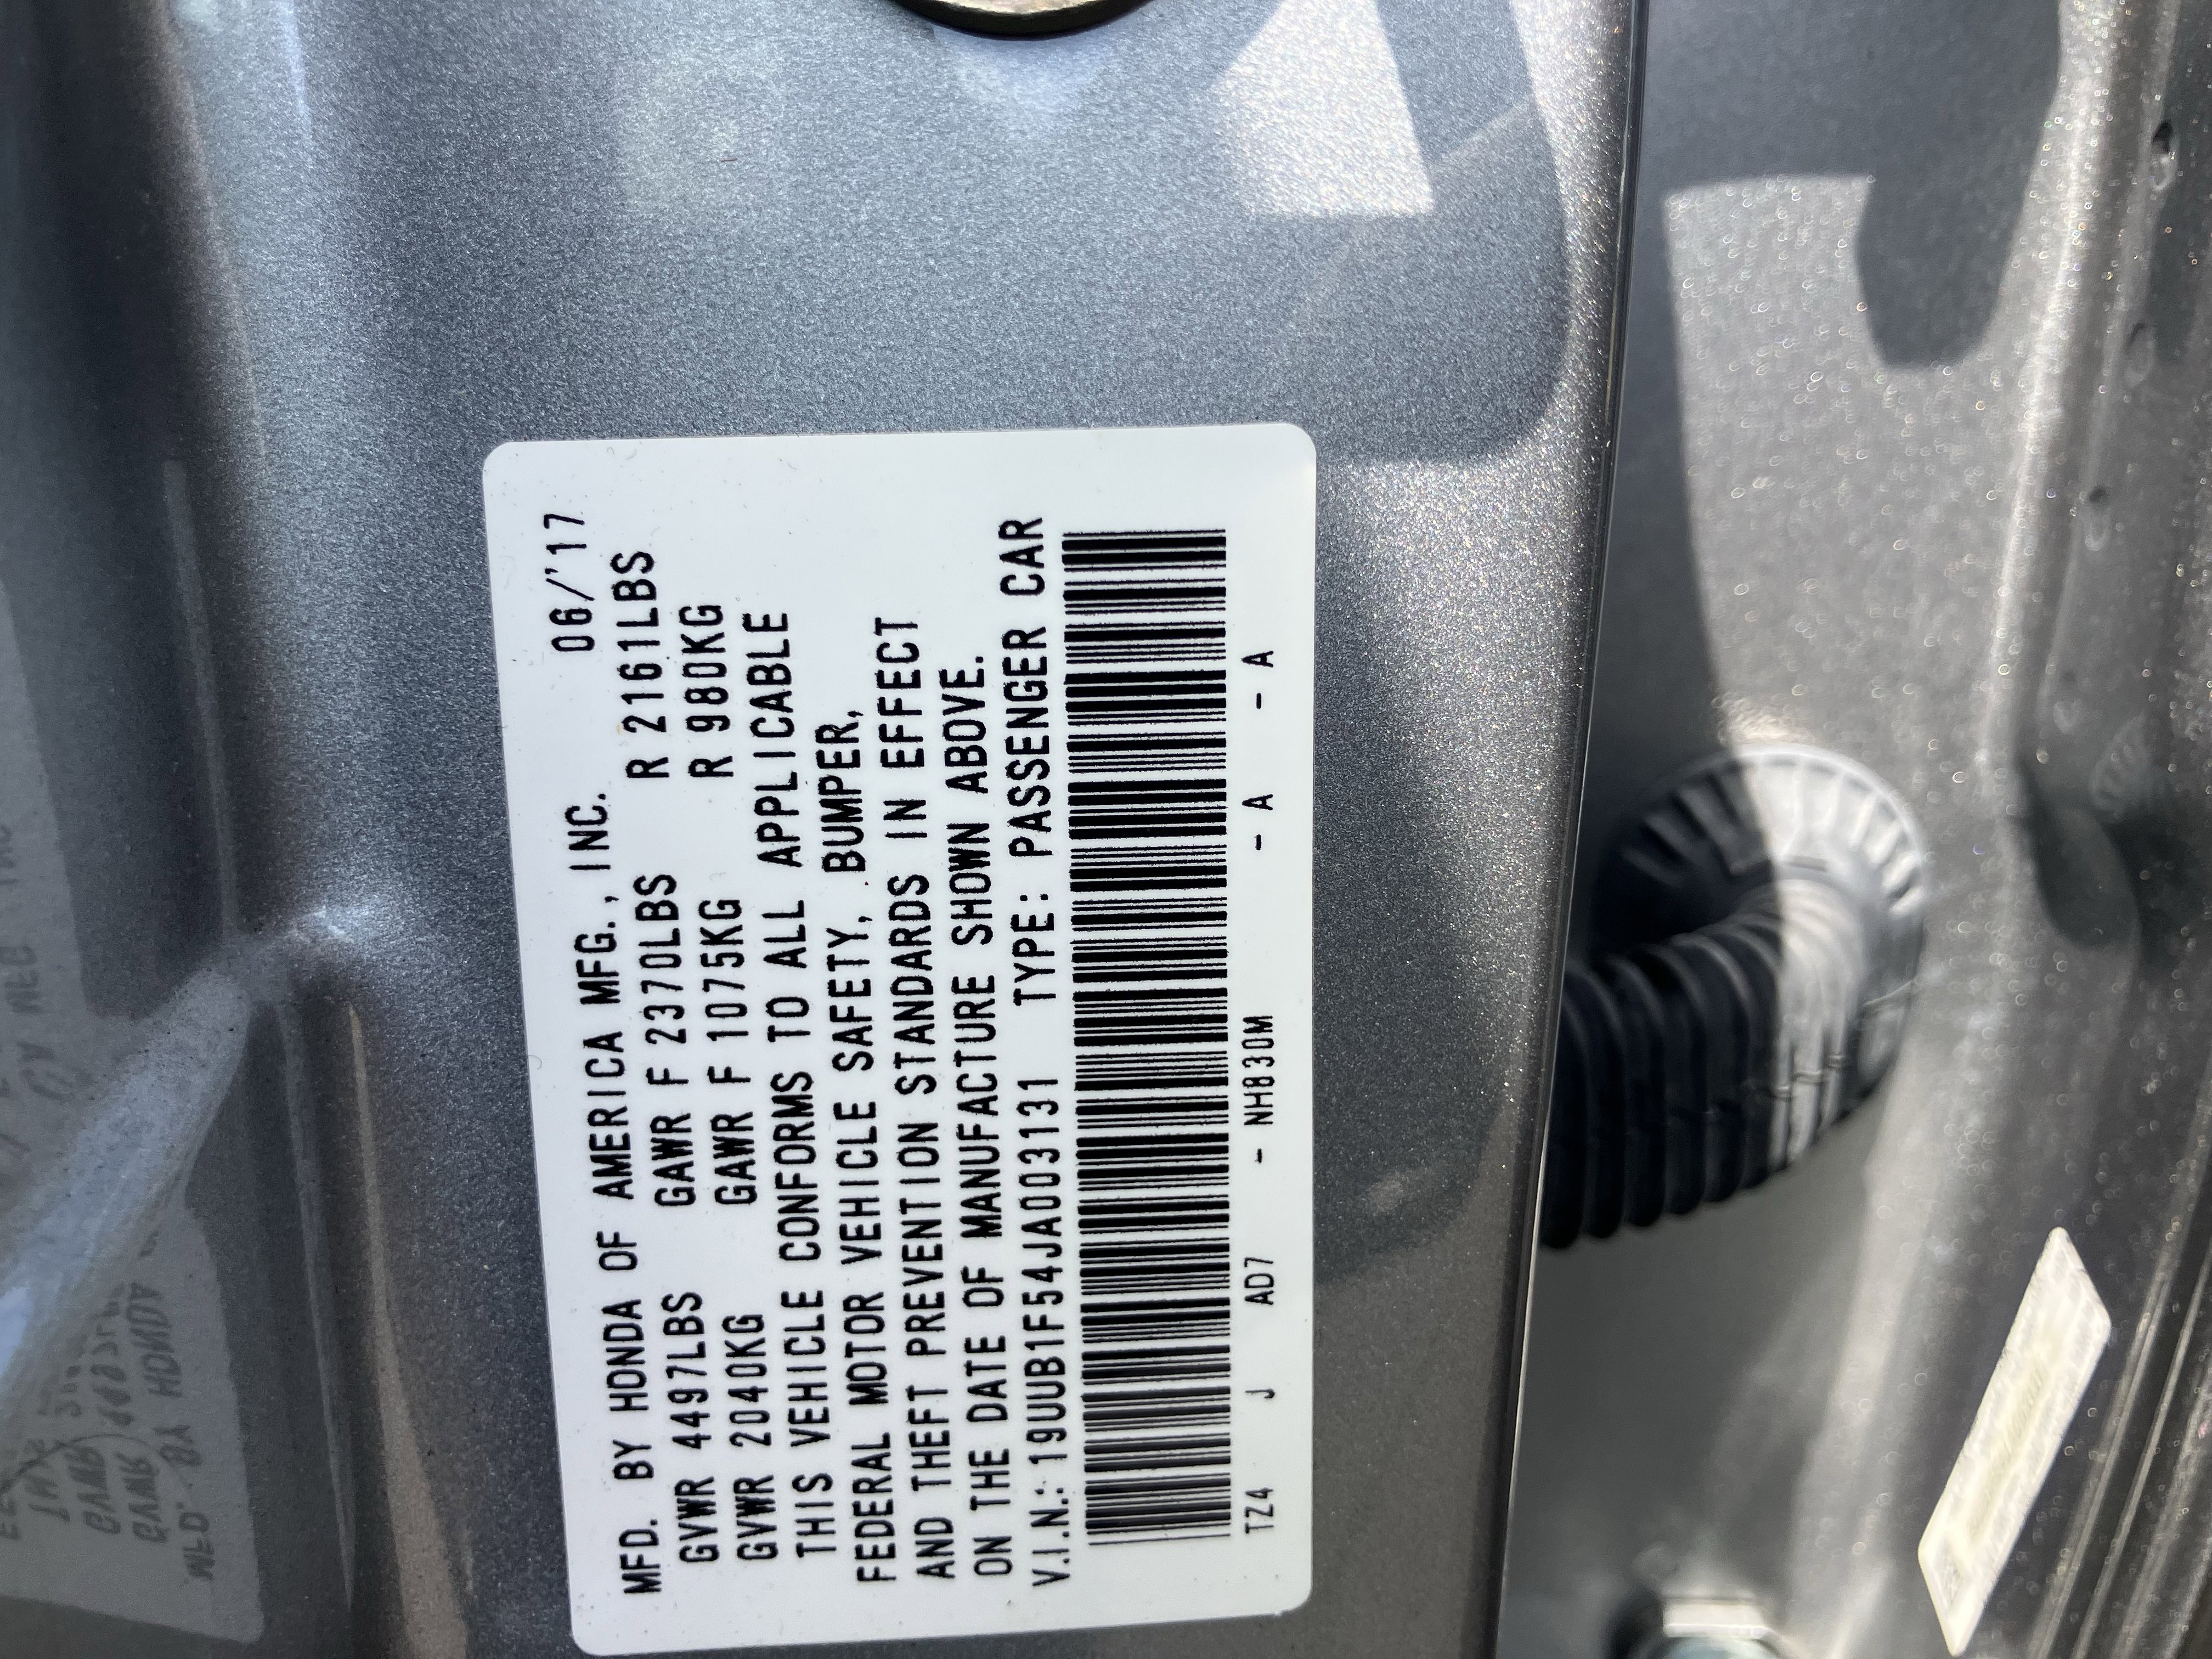 MFD. BY HONDA OF AMERICA MFG., INC. 06/'17
GVWR 4497LBS GAWR F 2370LBS R 2161LBS
GVWR 2040KG GAWR F 1075KG R 980KG
THIS VEHICLE CONFORMS TO ALL APPLICABLE
FEDERAL MOTOR VEHICLE SAFETY, BUMPER,
AND THEFT PREVENTION STANDARDS IN EFFECT
ON THE DATE OF MANUFACTURE SHOWN ABOVE.
V.I.N.: 19UUB1F54JA003131 TYPE: PASSENGER CAR
TZ4 J AD7 - NH830M - A - A